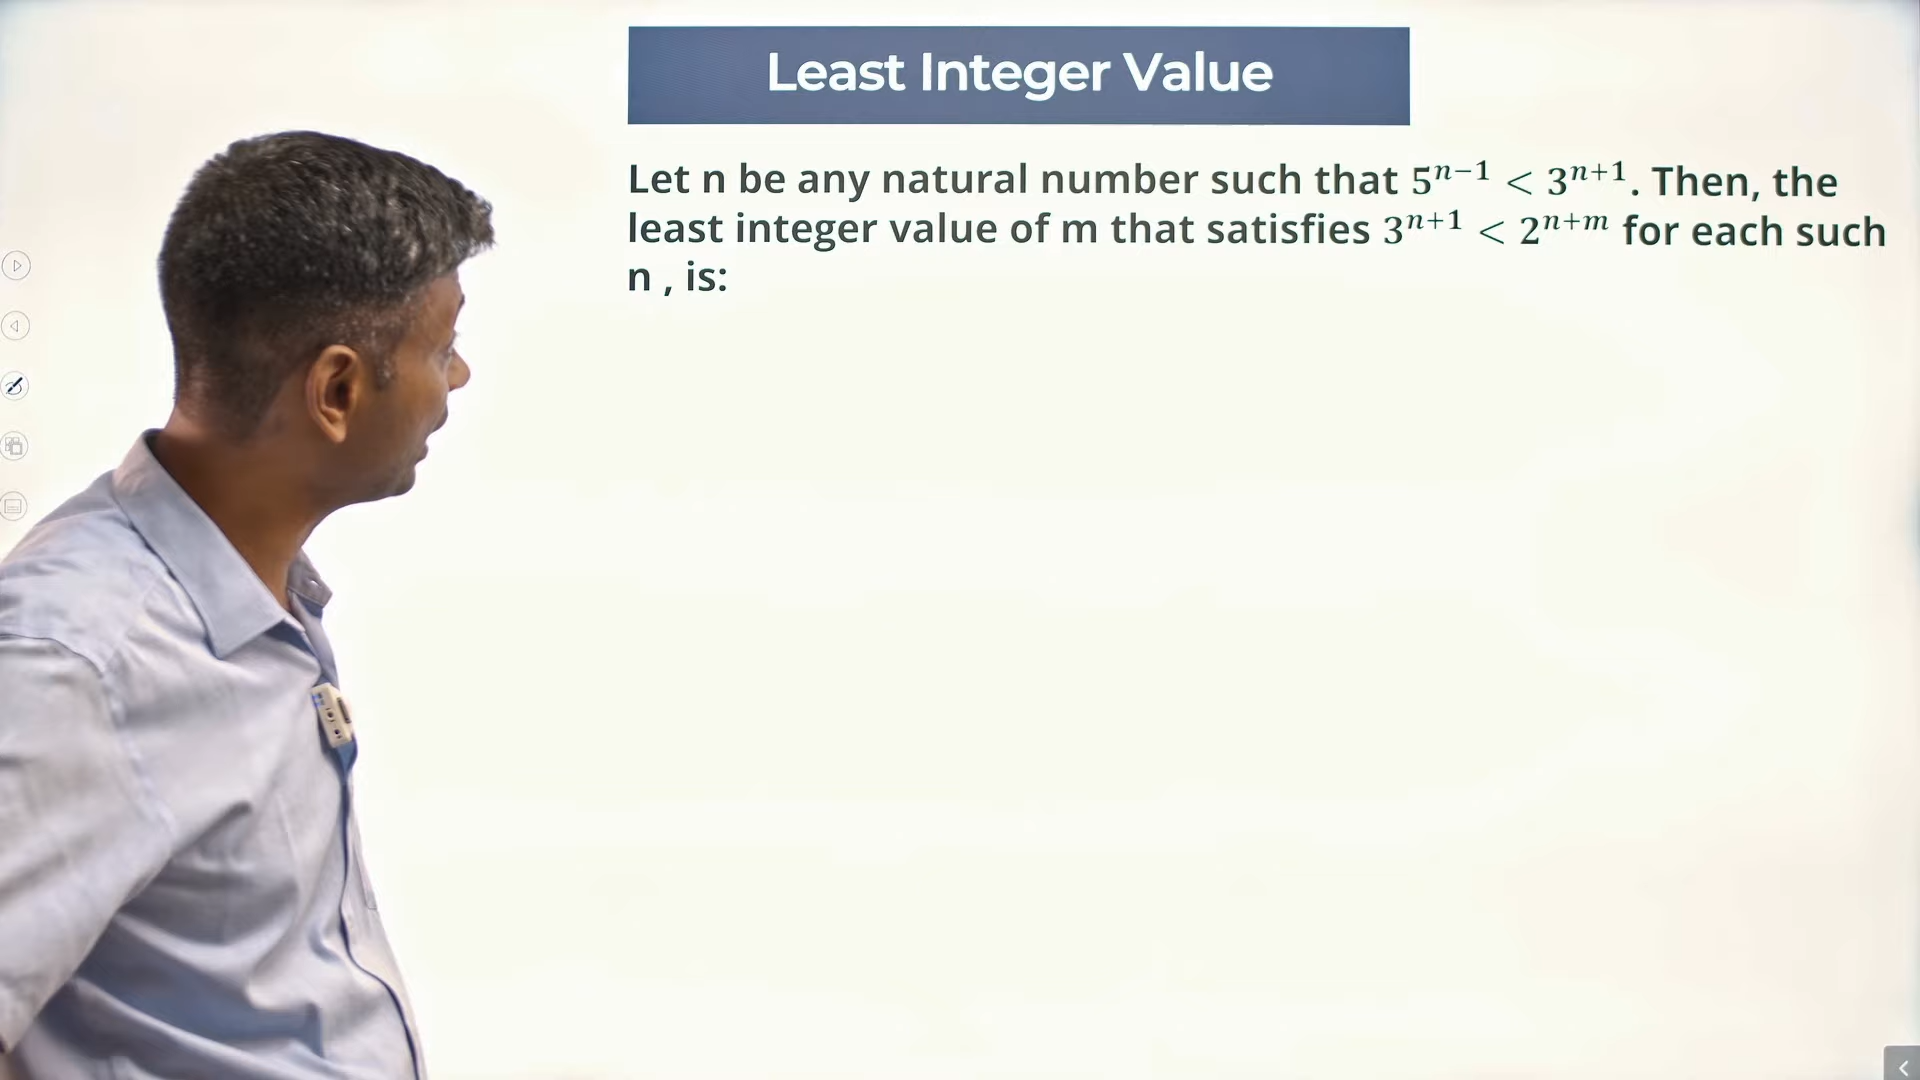 Least Integer Value
Let n be any natural number such that $5^{n-1} < 3^{n+1}$. Then, the
least integer value of m that satisfies $3^{n+1} < 2^{n+m}$ for each such
n , is: